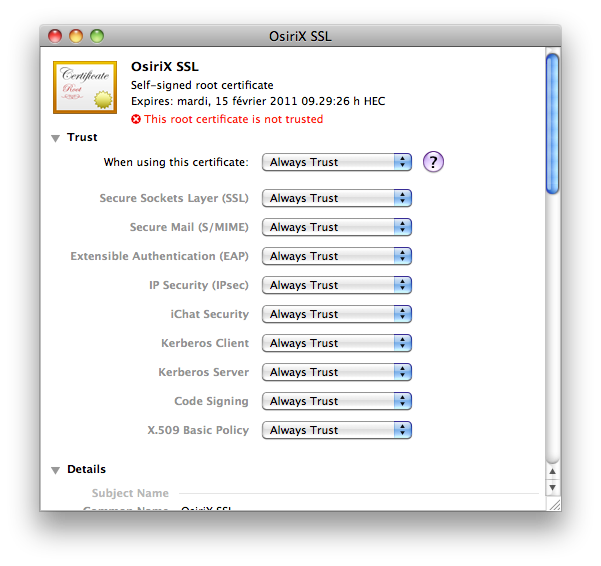 OsiriX SSL
Certificate
Root
OsiriX SSL
Self-signed root certificate
Expires: mardi, 15 février 2011 09.29:26 h HEC
This root certificate is not trusted
Trust
When using this certificate: Always Trust ?
Secure Sockets Layer (SSL) Always Trust
Secure Mail (S/MIME) Always Trust
Extensible Authentication (EAP) Always Trust
IP Security (IPsec) Always Trust
iChat Security Always Trust
Kerberos Client Always Trust
Kerberos Server Always Trust
Code Signing Always Trust
X.509 Basic Policy Always Trust
Details
Subject Name
Common Name OsiriX SSL